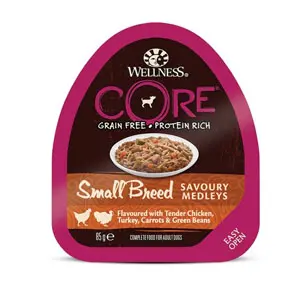 WELLNESS
CORE
GRAIN FREE • PROTEIN RICH
Small Breed SAVOURY
MEDLEYS
Flavoured with Tender Chicken,
Turkey, Carrots & Green Beans
85g
COMPLETE FOOD FOR ADULT DOGS
EASY
OPEN